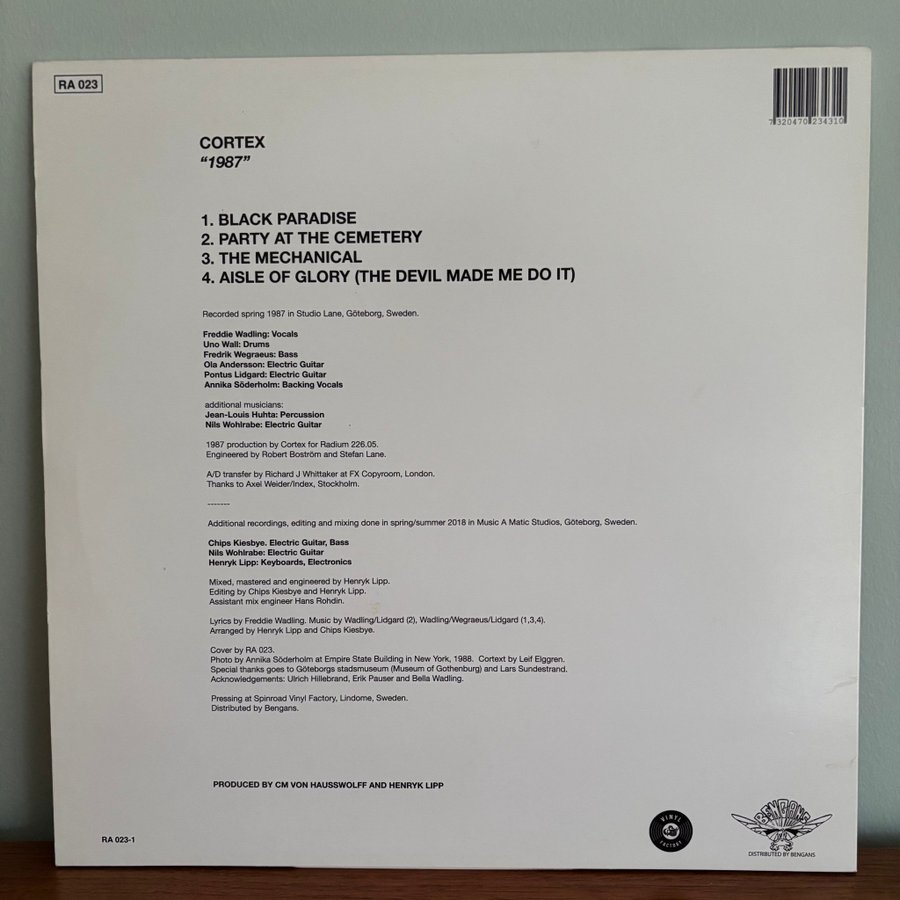 RA 023
7 320470 234310
CORTEX
“1987”
1. BLACK PARADISE
2. PARTY AT THE CEMETERY
3. THE MECHANICAL
4. AISLE OF GLORY (THE DEVIL MADE ME DO IT)
Recorded spring 1987 in Studio Lane, Göteborg, Sweden.
Freddie Wadling: Vocals
Uno Wall: Drums
Fredrik Wegraeus: Bass
Ola Andersson: Electric Guitar
Pontus Lidgard: Electric Guitar
Annika Söderholm: Backing Vocals
additional musicians:
Jean-Louis Huhta: Percussion
Nils Wohlrabe: Electric Guitar
1987 production by Cortex for Radium 226.05.
Engineered by Robert Boström and Stefan Lane.
A/D transfer by Richard J Whittaker at FX Copyroom, London.
Thanks to Axel Weider/Index, Stockholm.
-------
Additional recordings, editing and mixing done in spring/summer 2018 in Music A Matic Studios, Göteborg, Sweden.
Chips Kiesbye. Electric Guitar, Bass
Nils Wohlrabe: Electric Guitar
Henryk Lipp: Keyboards, Electronics
Mixed, mastered and engineered by Henryk Lipp.
Editing by Chips Kiesbye and Henryk Lipp.
Assistant mix engineer Hans Rohdin.
Lyrics by Freddie Wadling. Music by Wadling/Lidgard (2), Wadling/Wegraeus/Lidgard (1,3,4).
Arranged by Henryk Lipp and Chips Kiesbye.
Cover by RA 023.
Photo by Annika Söderholm at Empire State Building in New York, 1988. Cortext by Leif Elggren.
Special thanks goes to Göteborgs stadsmuseum (Museum of Gothenburg) and Lars Sundestrand.
Acknowledgements: Ulrich Hillebrand, Erik Pauser and Bella Wadling.
Pressing at Spinroad Vinyl Factory, Lindome, Sweden.
Distributed by Bengans.
PRODUCED BY CM VON HAUSSWOLFF AND HENRYK LIPP
RA 023-1
VINYL
FACTORY
BENGANS
DISTRIBUTED BY BENGANS